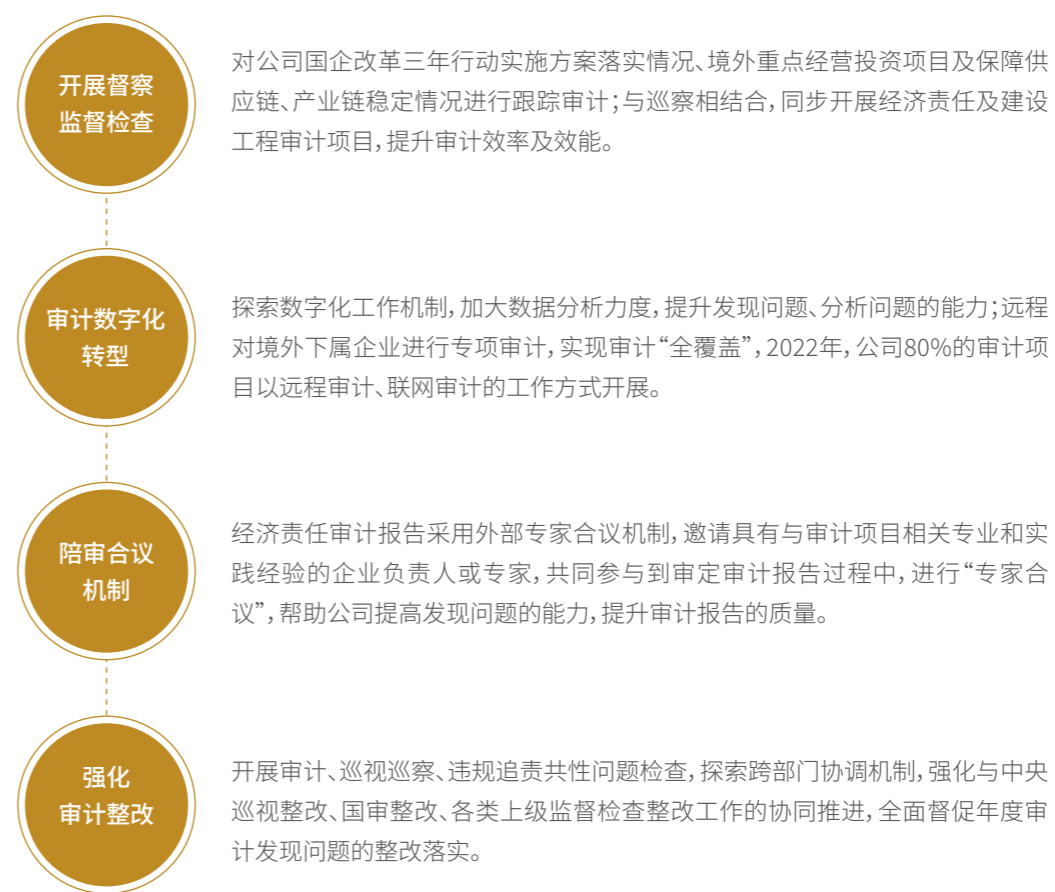 开展督察
监督检查
对公司国企改革三年行动实施方案落实情况、境外重点经营投资项目及保障供
应链、产业链稳定情况进行跟踪审计；与巡察相结合，同步开展经济责任及建设
工程审计项目，提升审计效率及效能。
审计数字化
转型
探索数字化工作机制，加大数据分析力度，提升发现问题、分析问题的能力；远程
对境外下属企业进行专项审计，实现审计“全覆盖”，2022年，公司80%的审计项
目以远程审计、联网审计的工作方式开展。
陪审合议
机制
经济责任审计报告采用外部专家合议机制，邀请具有与审计项目相关专业和实
践经验的企业负责人或专家，共同参与到审定审计报告过程中，进行“专家合
议”，帮助公司提高发现问题的能力，提升审计报告的质量。
强化
审计整改
开展审计、巡视巡察、违规追责共性问题检查，探索跨部门协调机制，强化与中央
巡视整改、国审整改、各类上级监督检查整改工作的协同推进，全面督促年度审
计发现问题的整改落实。